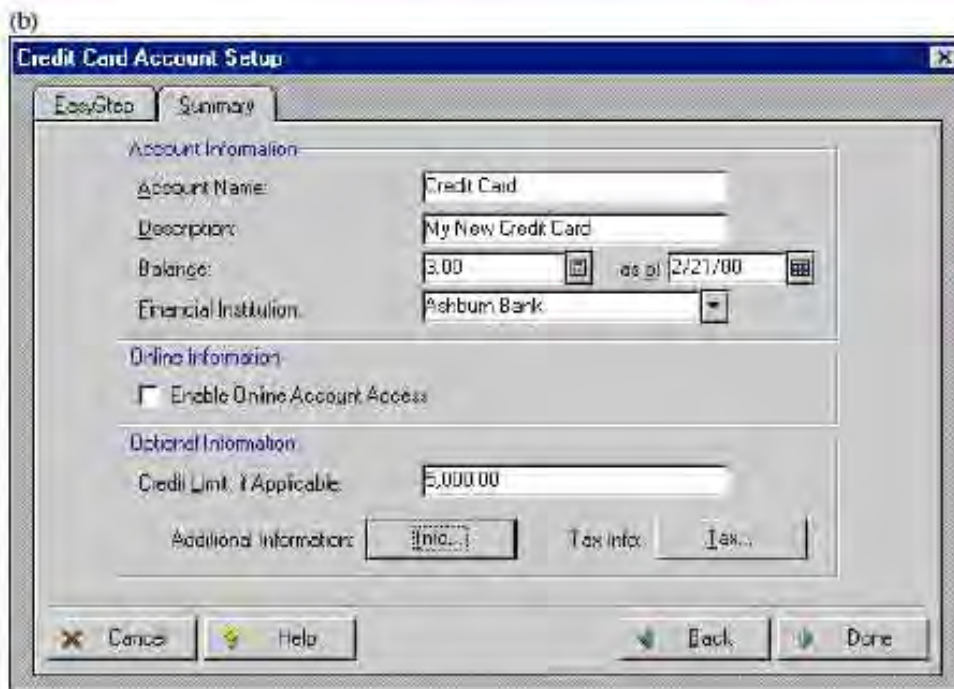 (b)
Credit Card Account Setup
EasyStep Summary
Account Information
Account Name: Credit Card
Description: My New Credit Card
Balance: 3.00 as of 2/21/00
Financial Institution: Ashburn Bank
Online Information
Enable Online Account Access
Optional Information
Credit Limit, if Applicable: 5,000.00
Additional Information: Info... Tax Info: Tax...
Cancel Help Back Done